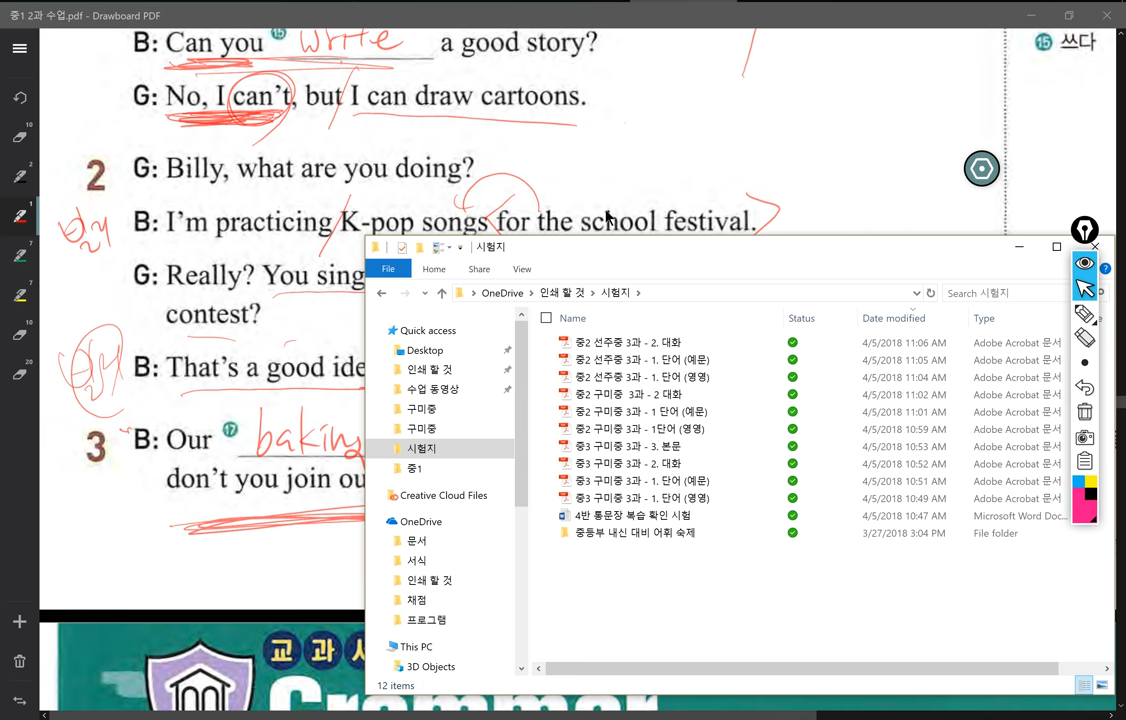 중1 2과 수업.pdf - Drawboard PDF
B: Can you ⑮ write a good story?
⑮ 쓰다
G: No, I can't, but I can draw cartoons.
2 G: Billy, what are you doing?
B: I'm practicing K-pop songs for the school festival.
G: Really? You sing
contest?
B: That's a good ide
3 B: Our ⑰ baking
don't you join ou
교 과 서
Grammar
10
2
1
7
7
10
20
시험지
File Home Share View
OneDrive 인쇄 할 것 시험지
Search 시험지
Quick access
Desktop
인쇄 할 것
수업 동영상
구미중
구미중
시험지
중1
Creative Cloud Files
OneDrive
문서
서식
인쇄 할 것
채점
프로그램
This PC
3D Objects
Name Status Date modified Type
중2 선주중 3과 - 2. 대화 4/5/2018 11:06 AM Adobe Acrobat 문서
중2 선주중 3과 - 1. 단어 (예문) 4/5/2018 11:05 AM Adobe Acrobat 문서
중2 선주중 3과 - 1. 단어 (영영) 4/5/2018 11:04 AM Adobe Acrobat 문서
중2 구미중 3과 - 2 대화 4/5/2018 11:02 AM Adobe Acrobat 문서
중2 구미중 3과 - 1 단어 (예문) 4/5/2018 11:01 AM Adobe Acrobat 문서
중2 구미중 3과 - 1단어 (영영) 4/5/2018 10:59 AM Adobe Acrobat 문서
중3 구미중 3과 - 3. 본문 4/5/2018 10:53 AM Adobe Acrobat 문서
중3 구미중 3과 - 2. 대화 4/5/2018 10:52 AM Adobe Acrobat 문서
중3 구미중 3과 - 1. 단어 (예문) 4/5/2018 10:51 AM Adobe Acrobat 문서
중3 구미중 3과 - 1. 단어 (영영) 4/5/2018 10:49 AM Adobe Acrobat 문서
4반 통문장 복습 확인 시험 4/5/2018 10:47 AM Microsoft Word Doc...
중등부 내신 대비 어휘 숙제 3/27/2018 3:04 PM File folder
12 items